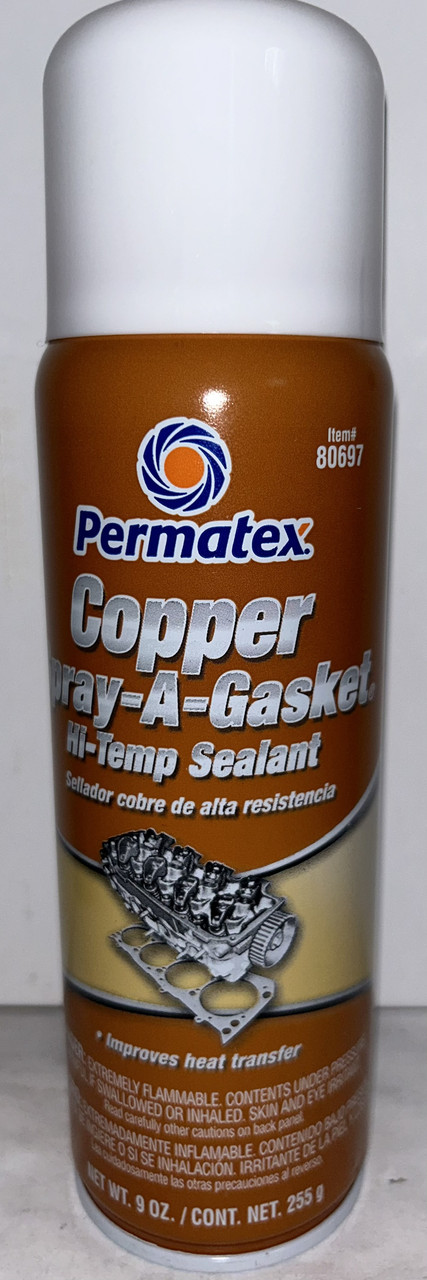 Item#
80697
Permatex
Copper
pray-A-Gasket
Hi-Temp Sealant
Sellador cobre de alta resistencia
• Improves heat transfer
EXTREMELY FLAMMABLE. CONTENTS UNDER
IF SWALLOWED OR INHALED. SKIN AND EYE
Read carefully other cautions on back panel.
EXTREMADAMENTE INFLAMABLE. CONTENIDO BAJO
INGIERE O SI SE INHALACIÓN. IRRITANTE DE LA PIEL
cuidadosamente las otras precauciones al reverso.
NET WT. 9 OZ. / CONT. NET. 255 g